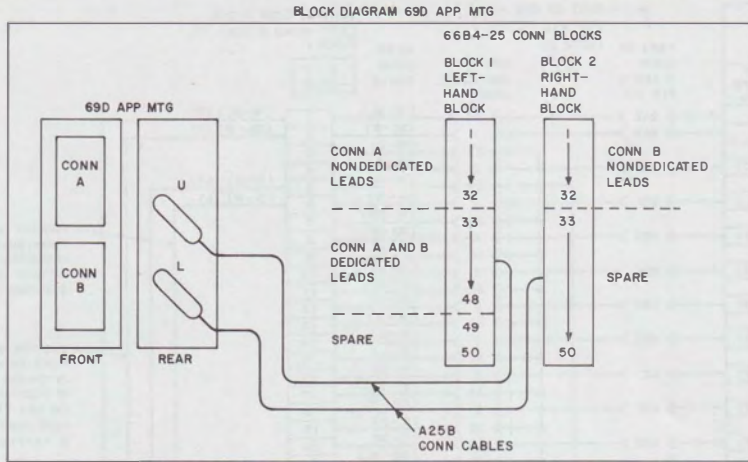 BLOCK DIAGRAM 69D APP MTG
66B4-25 CONN BLOCKS
BLOCK 1
LEFT-
HAND
BLOCK
BLOCK 2
RIGHT-
HAND
BLOCK
69D APP MTG
CONN
A
CONN
B
FRONT
U
L
REAR
CONN A
NONDEDICATED
LEADS
CONN A AND B
DEDICATED
LEADS
SPARE
1
32
33
48
49
50
1
32
33
50
CONN B
NONDEDICATED
LEADS
SPARE
A25B
CONN CABLES